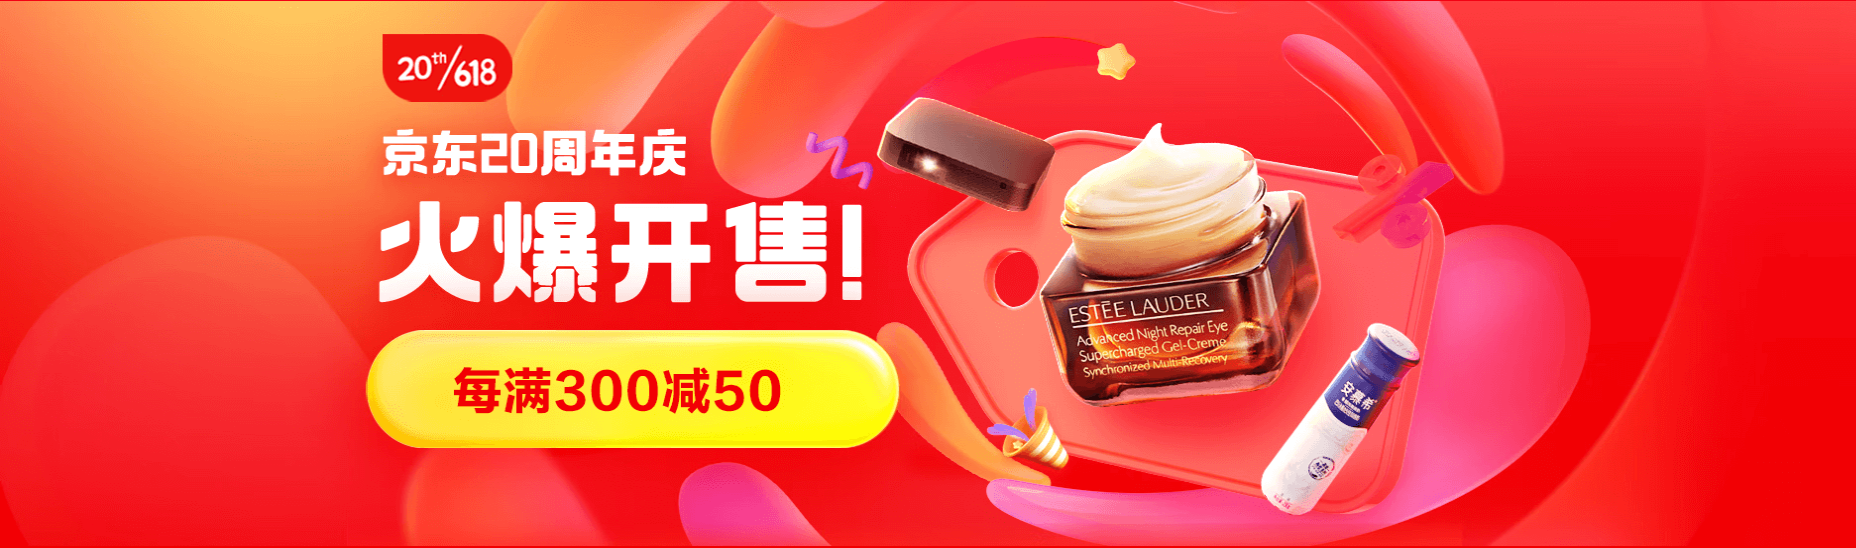 20th/618
京东20周年庆
火爆开售!
每满300减50
ESTĒE LAUDER
Advanced Night Repair Eye
Supercharged Gel-Creme
Synchronized Multi-Recovery
安慕希